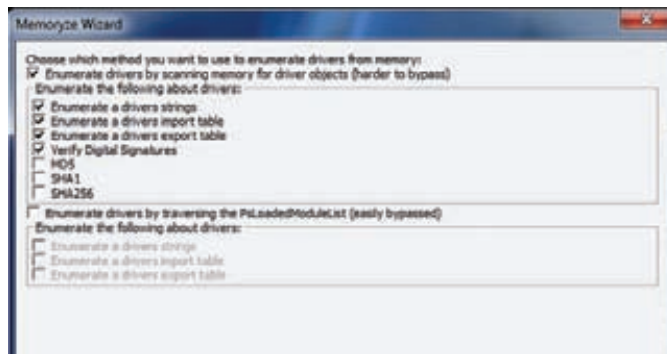 Memoryze Wizard
Choose which method you want to use to enumerate drivers from memory:
Enumerate drivers by scanning memory for driver objects (harder to bypass)
Enumerate the following about drivers:
Enumerate a drivers strings
Enumerate a drivers import table
Enumerate a drivers export table
Verify Digital Signatures
MD5
SHA1
SHA256
Enumerate drivers by traversing the PsLoadedModuleList (easily bypassed)
Enumerate the following about drivers:
Enumerate a drivers strings
Enumerate a drivers import table
Enumerate a drivers export table